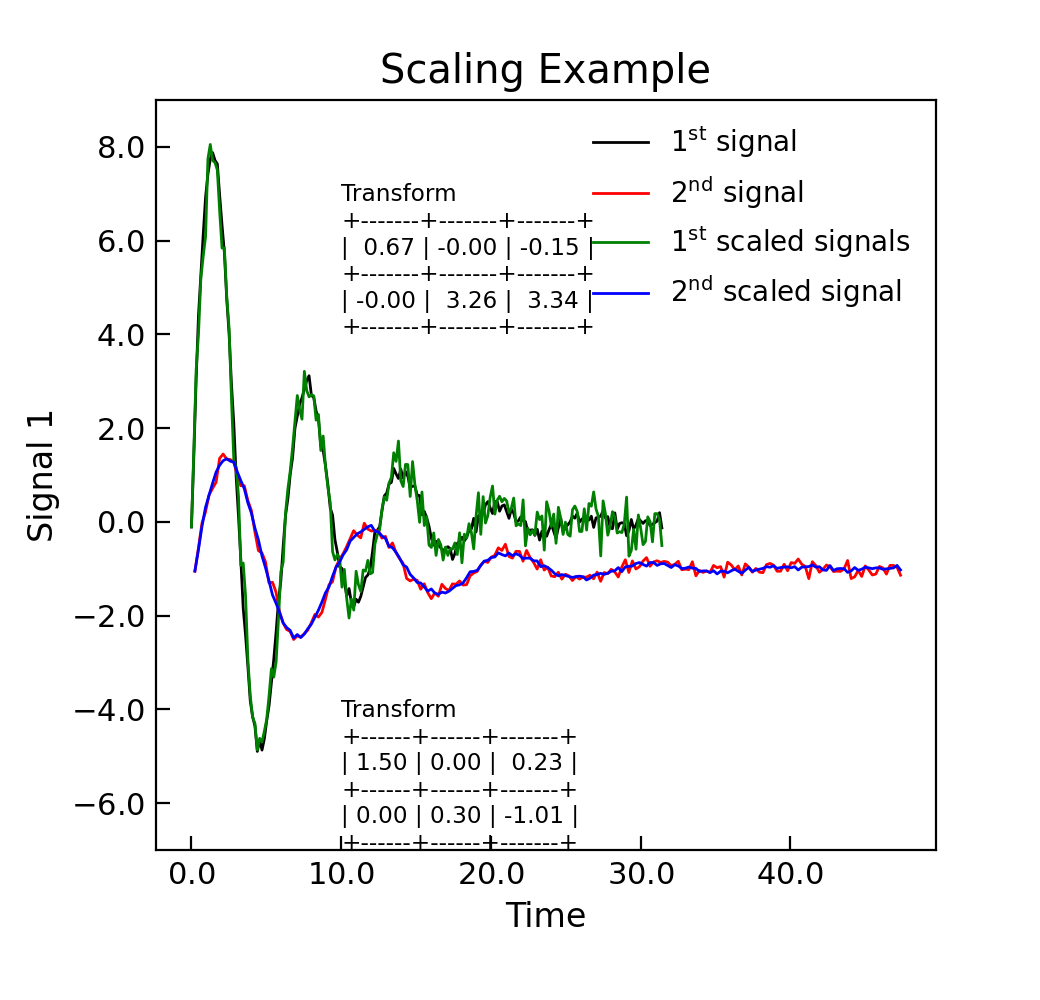 Scaling Example
8.0
6.0
4.0
2.0
0.0
−2.0
−4.0
−6.0
Signal 1
1st signal
2nd signal
1st scaled signals
2nd scaled signal
Transform
+-------+-------+-------+
|  0.67 | -0.00 | -0.15 |
+-------+-------+-------+
| -0.00 |  3.26 |  3.34 |
+-------+-------+-------+
Transform
+------+------+-------+
| 1.50 | 0.00 |  0.23 |
+------+------+-------+
| 0.00 | 0.30 | -1.01 |
+------+------+-------+
0.0 10.0 20.0 30.0 40.0
Time